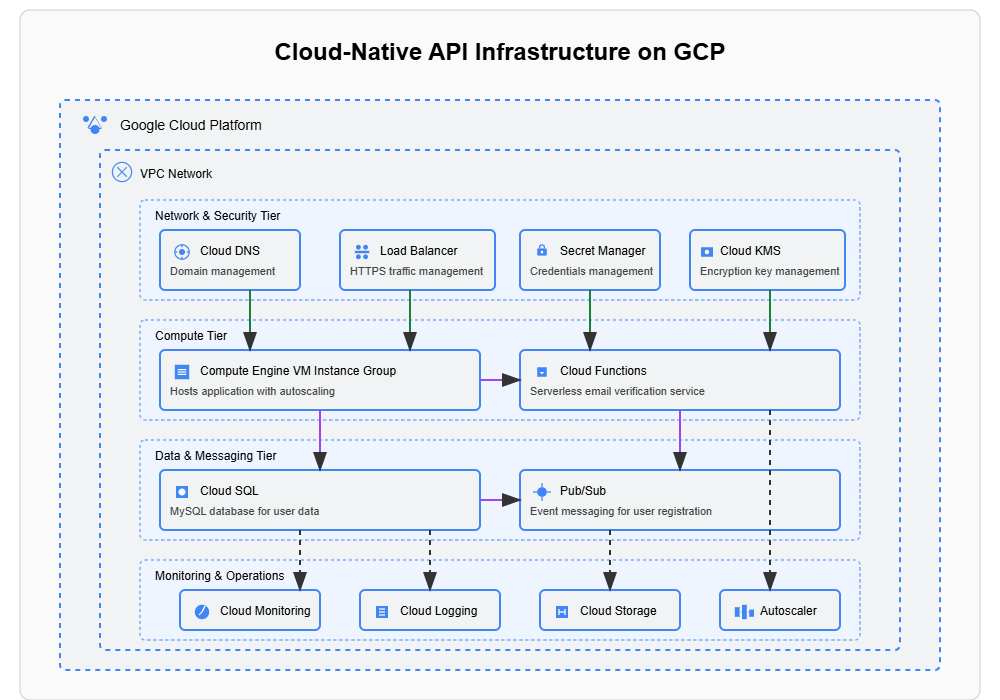 Cloud-Native API Infrastructure on GCP
Google Cloud Platform
VPC Network
Network & Security Tier
Cloud DNS
Domain management
Load Balancer
HTTPS traffic management
Secret Manager
Credentials management
Cloud KMS
Encryption key management
Compute Tier
Compute Engine VM Instance Group
Hosts application with autoscaling
Cloud Functions
Serverless email verification service
Data & Messaging Tier
Cloud SQL
MySQL database for user data
Pub/Sub
Event messaging for user registration
Monitoring & Operations
Cloud Monitoring
Cloud Logging
Cloud Storage
Autoscaler